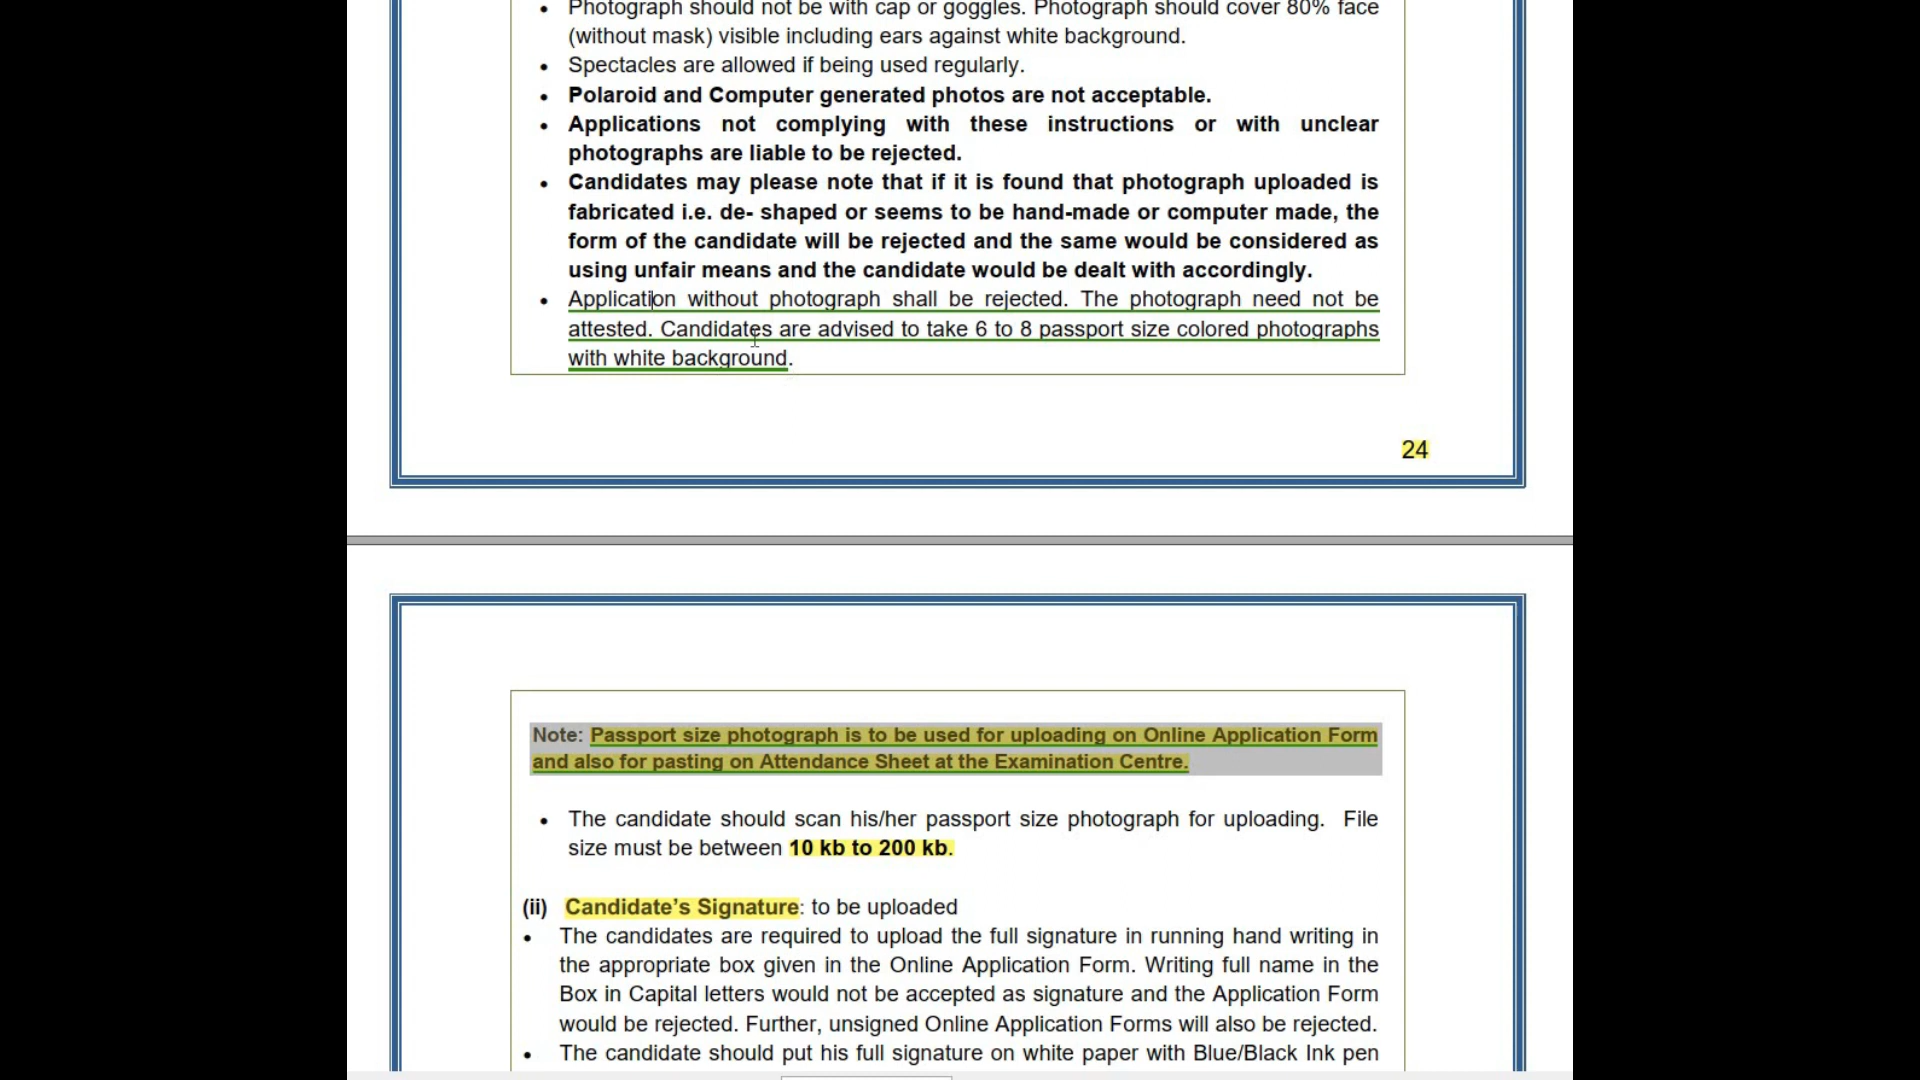 • Photograph should not be with cap or goggles. Photograph should cover 80% face
(without mask) visible including ears against white background.
• Spectacles are allowed if being used regularly.
• Polaroid and Computer generated photos are not acceptable.
• Applications not complying with these instructions or with unclear
photographs are liable to be rejected.
• Candidates may please note that if it is found that photograph uploaded is
fabricated i.e. de- shaped or seems to be hand-made or computer made, the
form of the candidate will be rejected and the same would be considered as
using unfair means and the candidate would be dealt with accordingly.
• Application without photograph shall be rejected. The photograph need not be
attested. Candidates are advised to take 6 to 8 passport size colored photographs
with white background.
24
Note: Passport size photograph is to be used for uploading on Online Application Form
and also for pasting on Attendance Sheet at the Examination Centre.
• The candidate should scan his/her passport size photograph for uploading. File
size must be between 10 kb to 200 kb.
(ii) Candidate’s Signature: to be uploaded
• The candidates are required to upload the full signature in running hand writing in
the appropriate box given in the Online Application Form. Writing full name in the
Box in Capital letters would not be accepted as signature and the Application Form
would be rejected. Further, unsigned Online Application Forms will also be rejected.
• The candidate should put his full signature on white paper with Blue/Black Ink pen